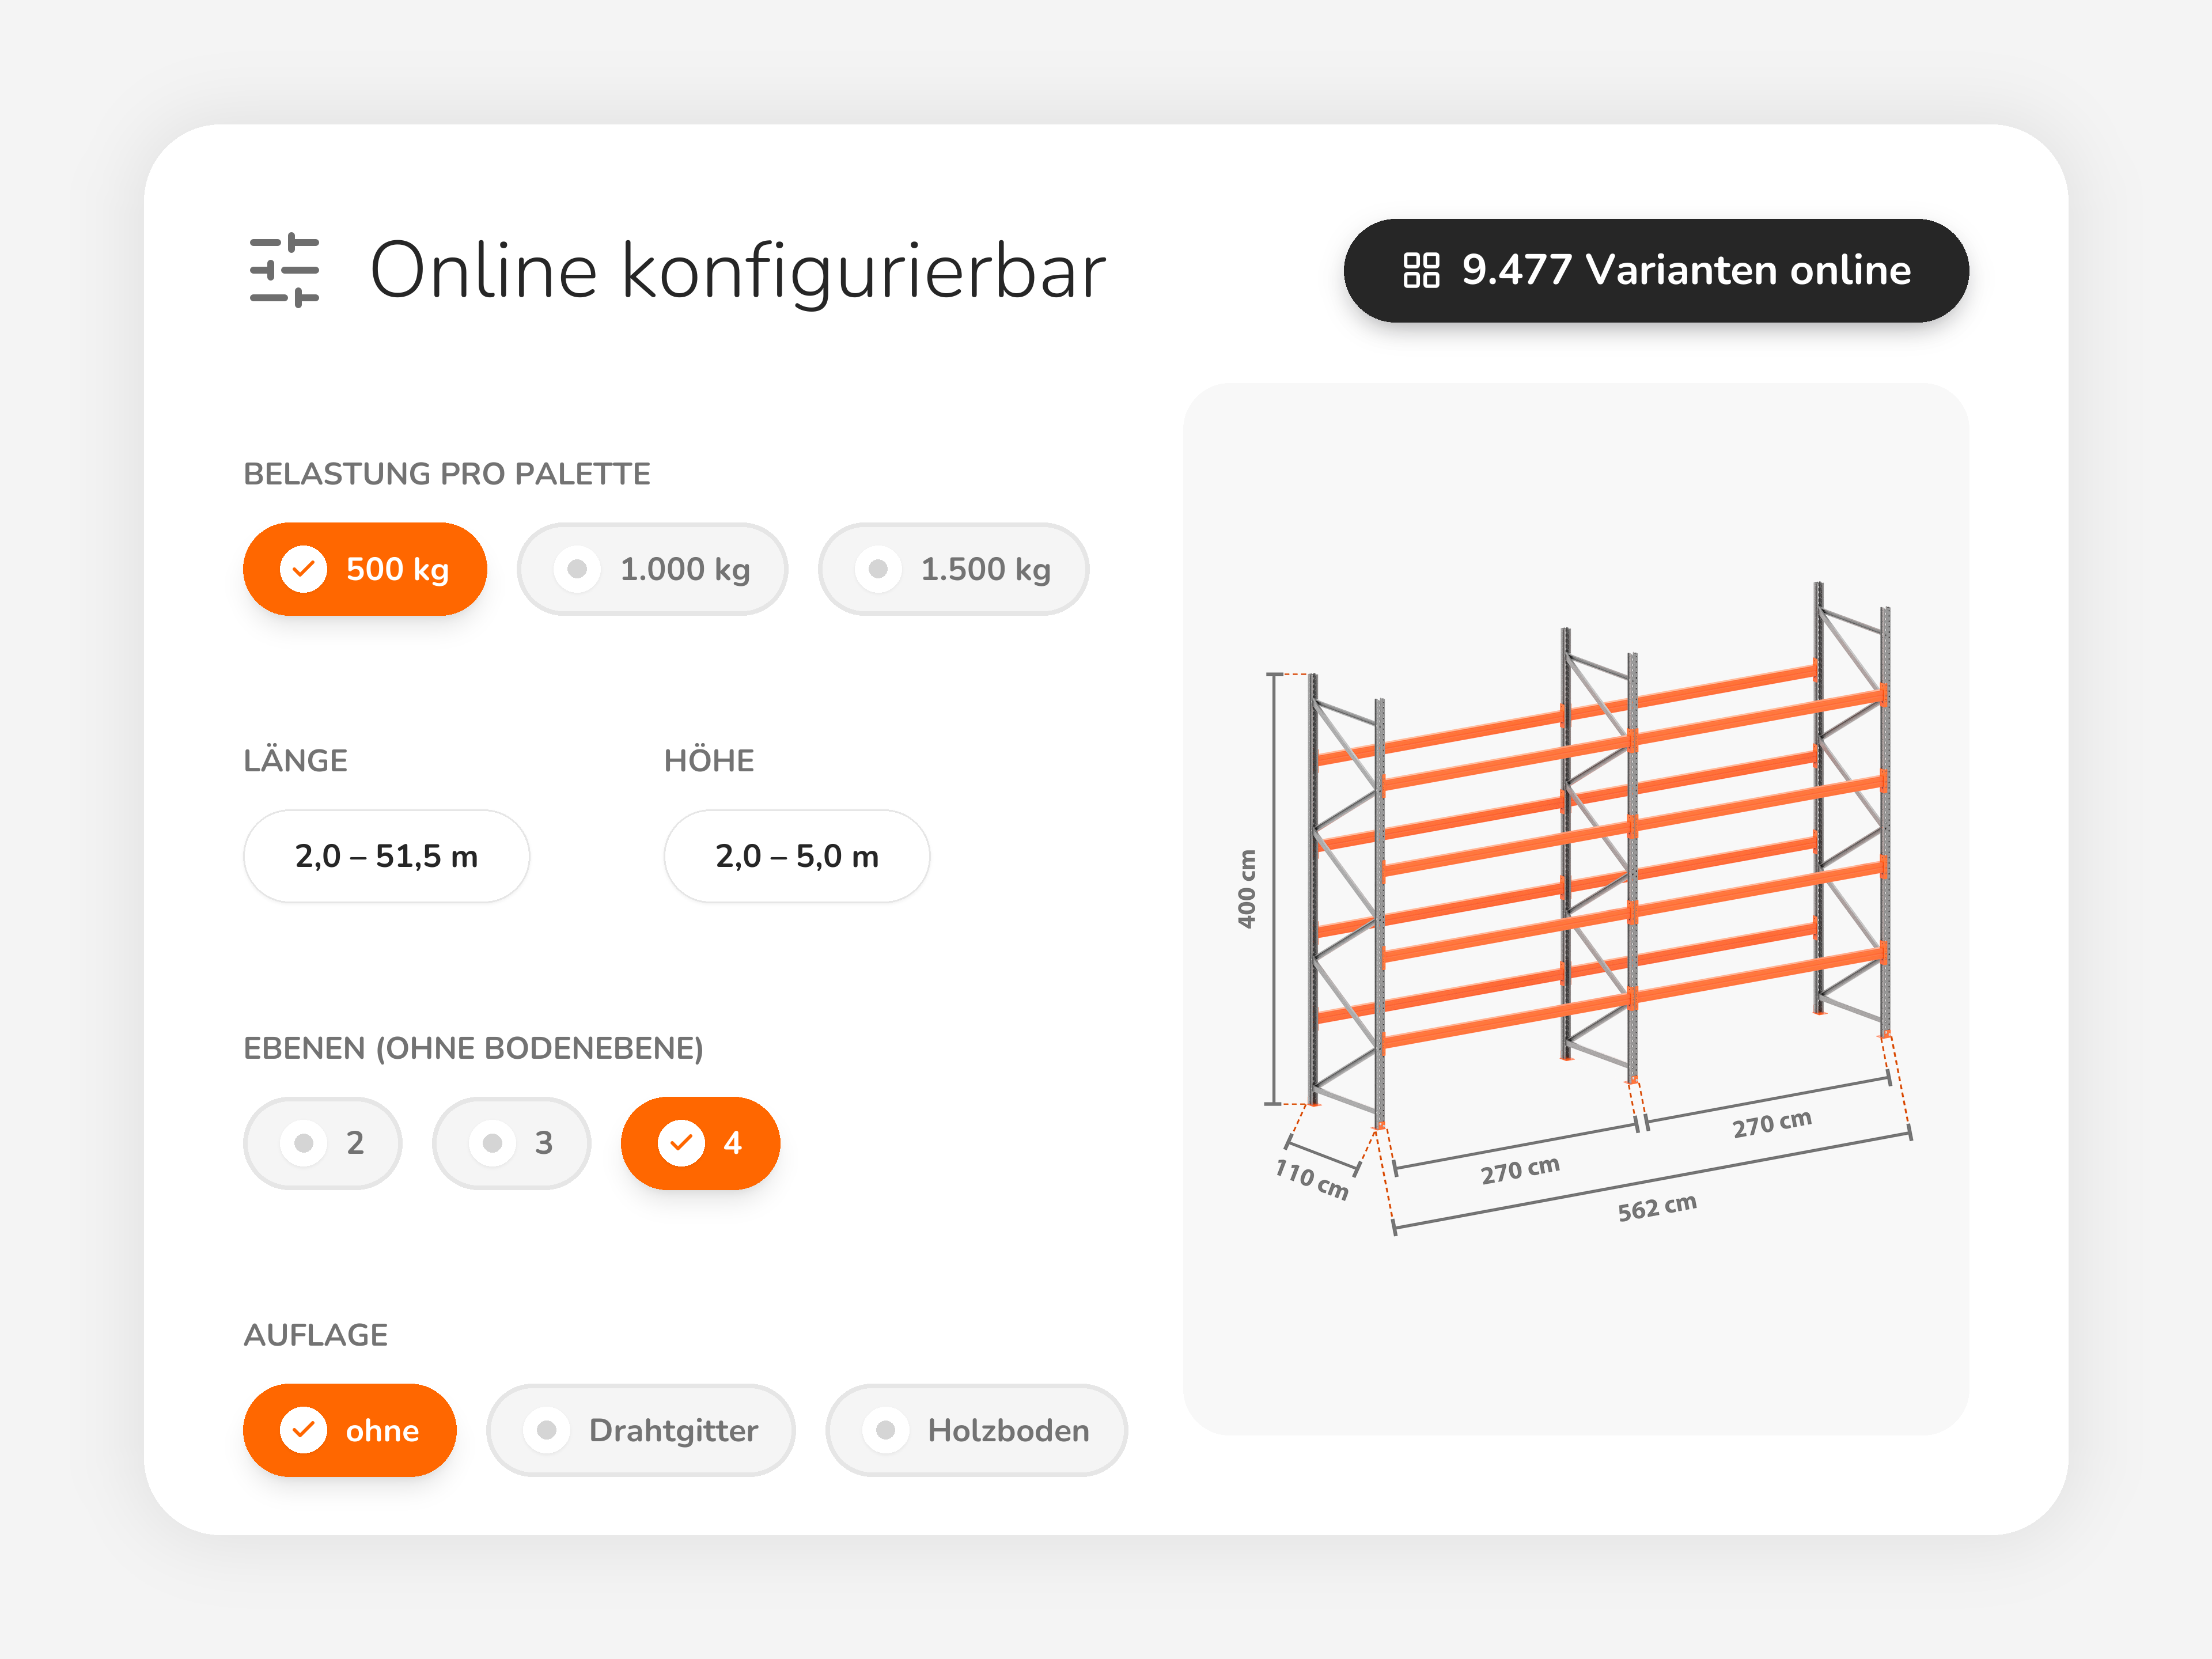 Online konfigurierbar
9.477 Varianten online
BELASTUNG PRO PALETTE
500 kg
1.000 kg
1.500 kg
LÄNGE
HÖHE
2,0 – 51,5 m
2,0 – 5,0 m
EBENEN (OHNE BODENEBENE)
2
3
4
AUFLAGE
ohne
Drahtgitter
Holzboden
400 cm
110 cm
270 cm
270 cm
562 cm